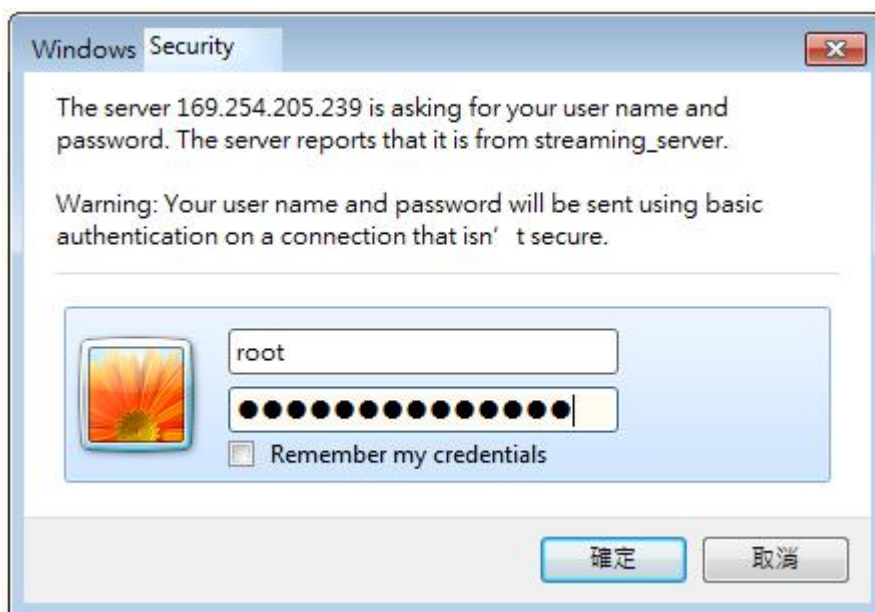 Windows Security
The server 169.254.205.239 is asking for your user name and
password. The server reports that it is from streaming_server.
Warning: Your user name and password will be sent using basic
authentication on a connection that isn’ t secure.
root
●●●●●●●●●●●●●●
Remember my credentials
確定 取消